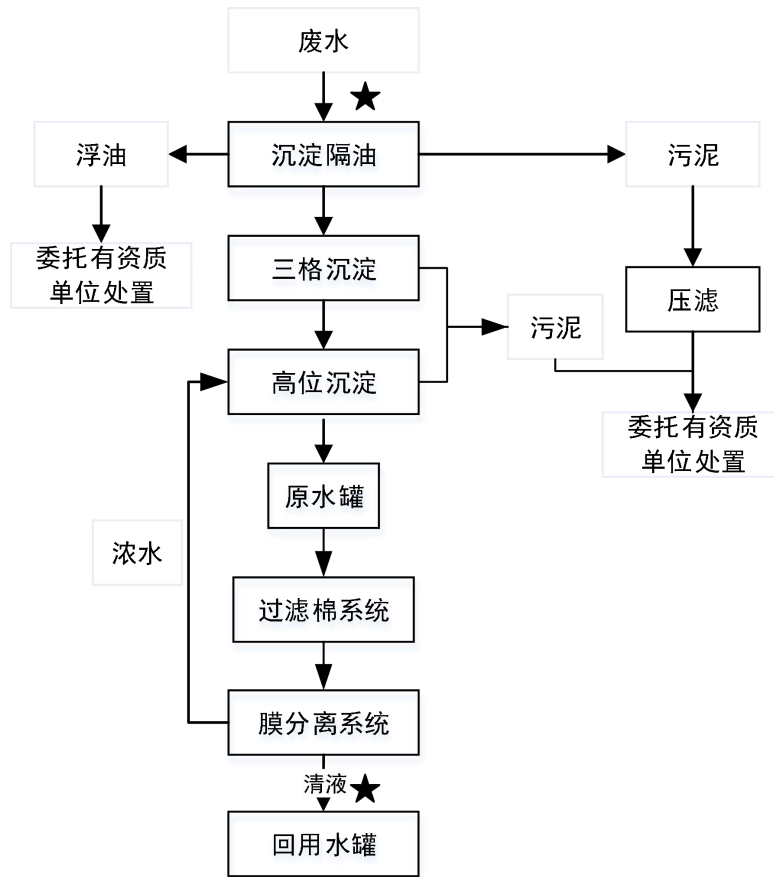 废水
★
浮油
沉淀隔油
污泥
委托有资质
单位处置
三格沉淀
污泥
压滤
高位沉淀
委托有资质
单位处置
原水罐
浓水
过滤棉系统
膜分离系统
清液★
回用水罐